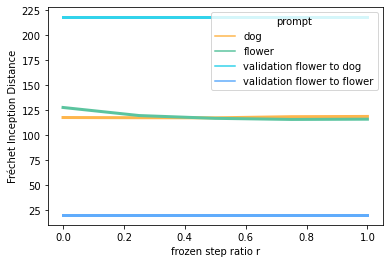 225
200
175
150
125
100
75
50
25
Fréchet Inception Distance
prompt
dog
flower
validation flower to dog
validation flower to flower
0.0 0.2 0.4 0.6 0.8 1.0
frozen step ratio r